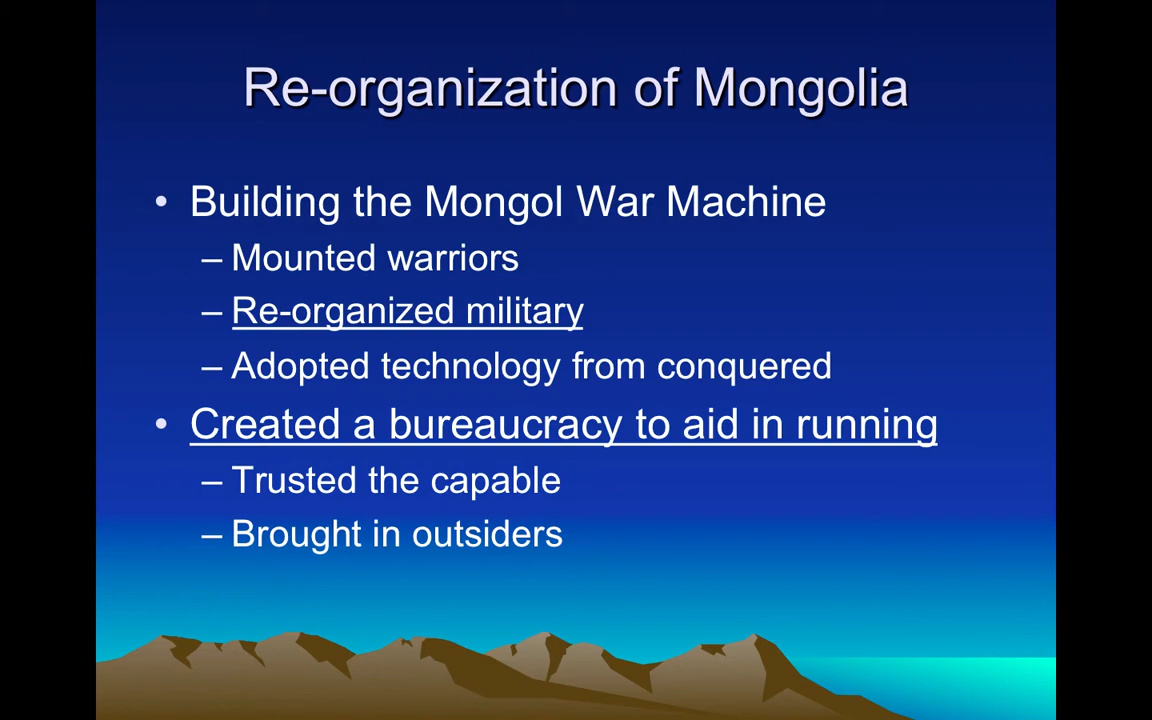 Re-organization of Mongolia
• Building the Mongol War Machine
– Mounted warriors
– Re-organized military
– Adopted technology from conquered
• Created a bureaucracy to aid in running
– Trusted the capable
– Brought in outsiders